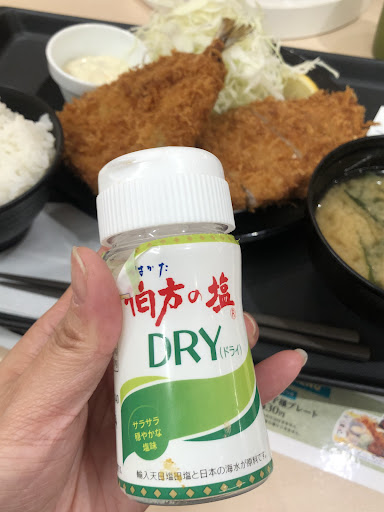 はかた
伯方の塩
DRY(ドライ)
サラサラ
穏やかな
塩味
輸入天日塩田塩と日本の海水が原料です。